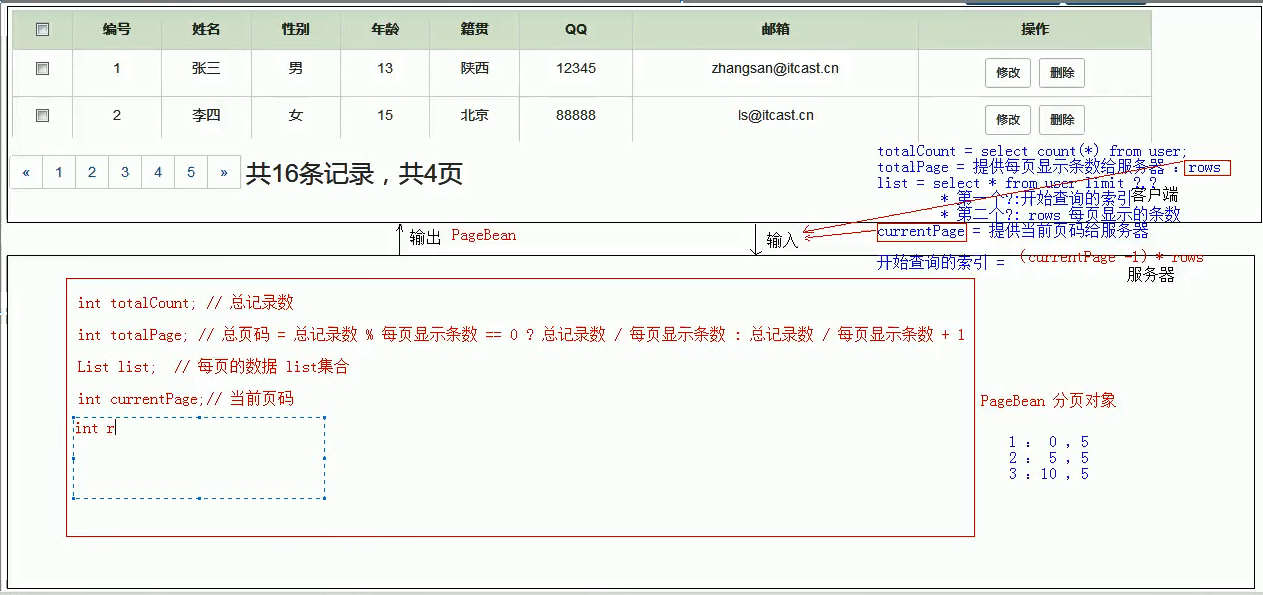 编号 姓名 性别 年龄 籍贯 QQ 邮箱 操作
1 张三 男 13 陕西 12345 zhangsan@itcast.cn 修改 删除
2 李四 女 15 北京 88888 ls@itcast.cn 修改 删除
« 1 2 3 4 5 » 共16条记录，共4页
totalCount = select count(*) from user;
totalPage = 提供每页显示条数给服务器 : rows
list = select * from user limit ?,?
* 第一个?:开始查询的索引
客户端
* 第二个?: rows 每页显示的条数
currentPage = 提供当前页码给服务器
输出 PageBean
输入
开始查询的索引 = (currentPage -1) * rows
服务器
int totalCount; // 总记录数
int totalPage; // 总页码 = 总记录数 % 每页显示条数 == 0 ? 总记录数 / 每页显示条数 : 总记录数 / 每页显示条数 + 1
List list; // 每页的数据 list集合
int currentPage;// 当前页码
int r
PageBean 分页对象
1 : 0 , 5
2 : 5 , 5
3 : 10 , 5